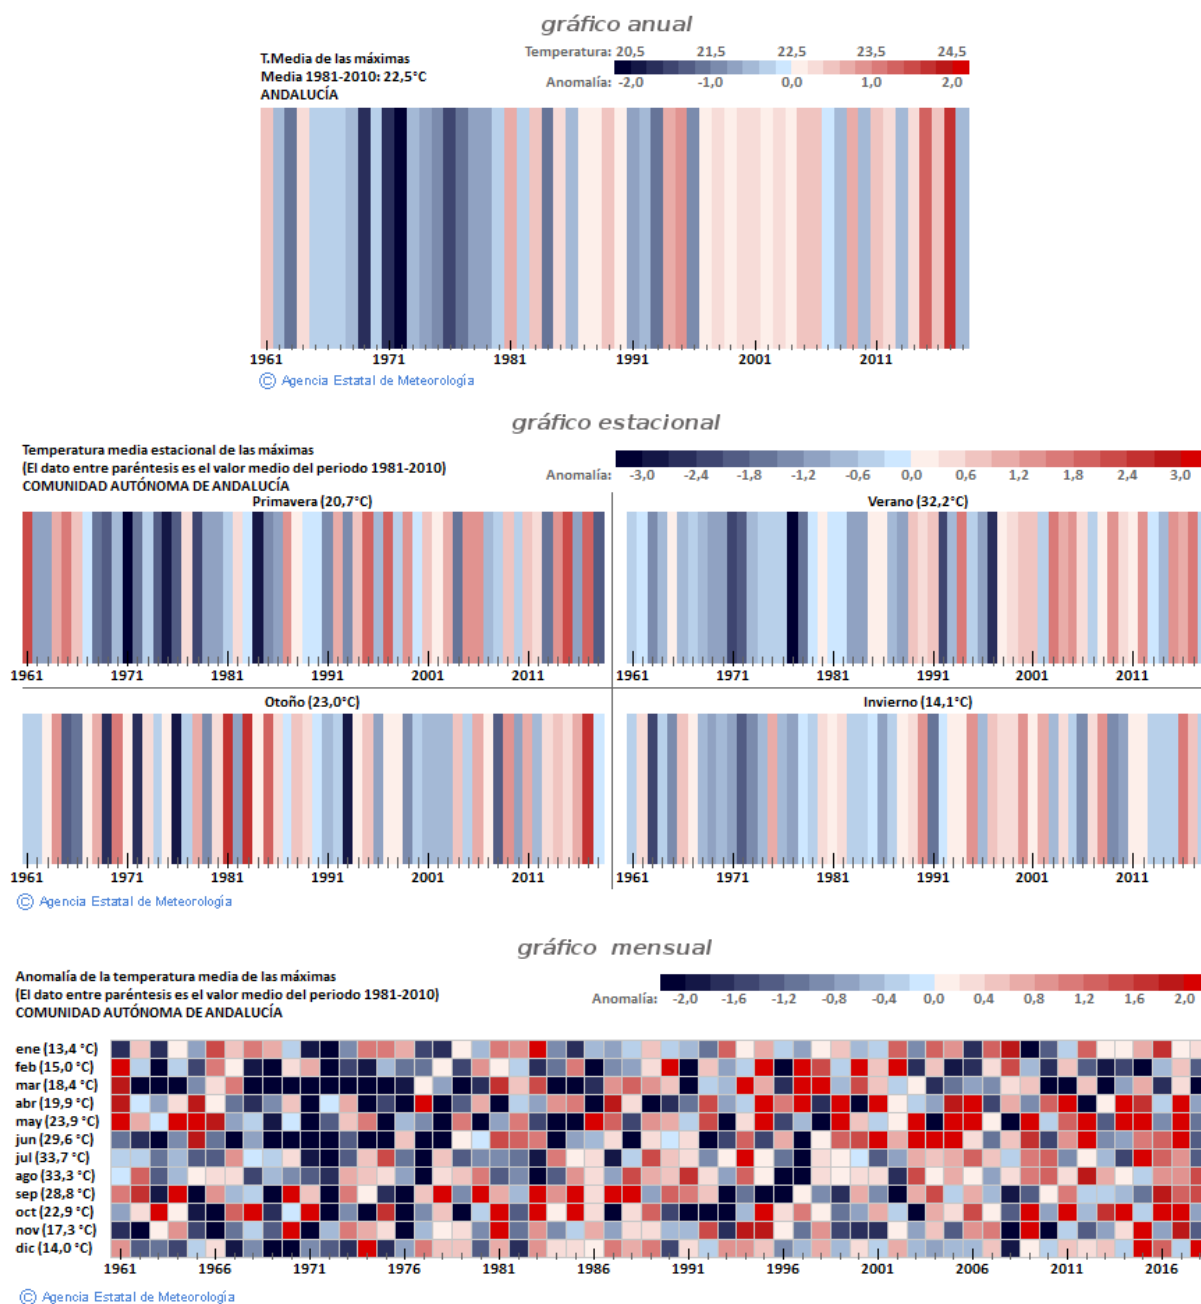 gráfico anual
T.Media de las máximas
Media 1981-2010: 22,5°C
ANDALUCÍA
Temperatura: 20,5 21,5 22,5 23,5 24,5
Anomalía: -2,0 -1,0 0,0 1,0 2,0
1961 1971 1981 1991 2001 2011
© Agencia Estatal de Meteorología
gráfico estacional
Temperatura media estacional de las máximas
(El dato entre paréntesis es el valor medio del periodo 1981-2010)
COMUNIDAD AUTÓNOMA DE ANDALUCÍA
Anomalía: -3,0 -2,4 -1,8 -1,2 -0,6 0,0 0,6 1,2 1,8 2,4 3,0
Primavera (20,7°C)
Verano (32,2°C)
1961 1971 1981 1991 2001 2011
1961 1971 1981 1991 2001 2011
Otoño (23,0°C)
Invierno (14,1°C)
1961 1971 1981 1991 2001 2011
1961 1971 1981 1991 2001 2011
© Agencia Estatal de Meteorología
gráfico mensual
Anomalía de la temperatura media de las máximas
(El dato entre paréntesis es el valor medio del periodo 1981-2010)
COMUNIDAD AUTÓNOMA DE ANDALUCÍA
Anomalía: -2,0 -1,6 -1,2 -0,8 -0,4 0,0 0,4 0,8 1,2 1,6 2,0
ene (13,4 °C)
feb (15,0 °C)
mar (18,4 °C)
abr (19,9 °C)
may (23,9 °C)
jun (29,6 °C)
jul (33,7 °C)
ago (33,3 °C)
sep (28,8 °C)
oct (22,9 °C)
nov (17,3 °C)
dic (14,0 °C)
1961 1966 1971 1976 1981 1986 1991 1996 2001 2006 2011 2016
© Agencia Estatal de Meteorología